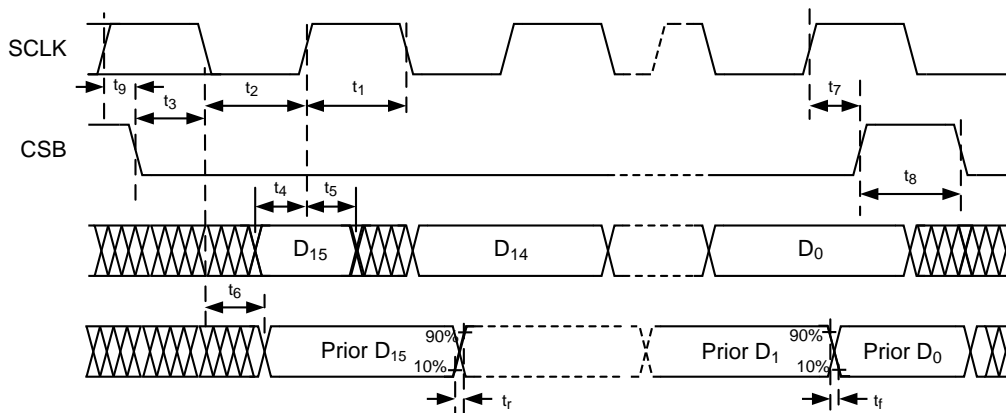 SCLK
t9
t3
t2
t1
t7
CSB
t8
t4
t5
D15
D14
D0
t6
90%
Prior D15
10%
tr
90%
Prior D1
10%
Prior D0
tf